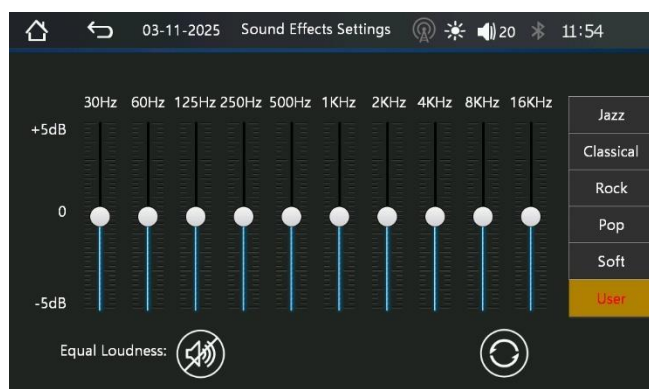 03-11-2025 Sound Effects Settings 20 11:54
30Hz 60Hz 125Hz 250Hz 500Hz 1KHz 2KHz 4KHz 8KHz 16KHz
+5dB
0
-5dB
Jazz
Classical
Rock
Pop
Soft
User
Equal Loudness: